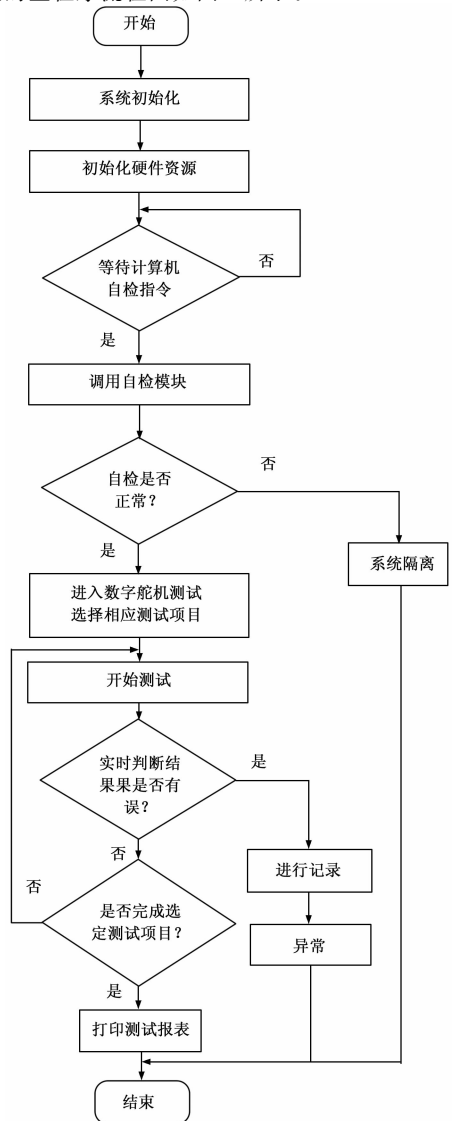 开始
系统初始化
初始化硬件资源
等待计算机
自检指令
否
是
调用自检模块
自检是否
正常?
否
是
系统隔离
进入数字舵机测试
选择相应测试项目
开始测试
实时判断结
果果是否有
误?
是
否
进行记录
否
是否完成选
定测试项目?
异常
是
打印测试报表
结束